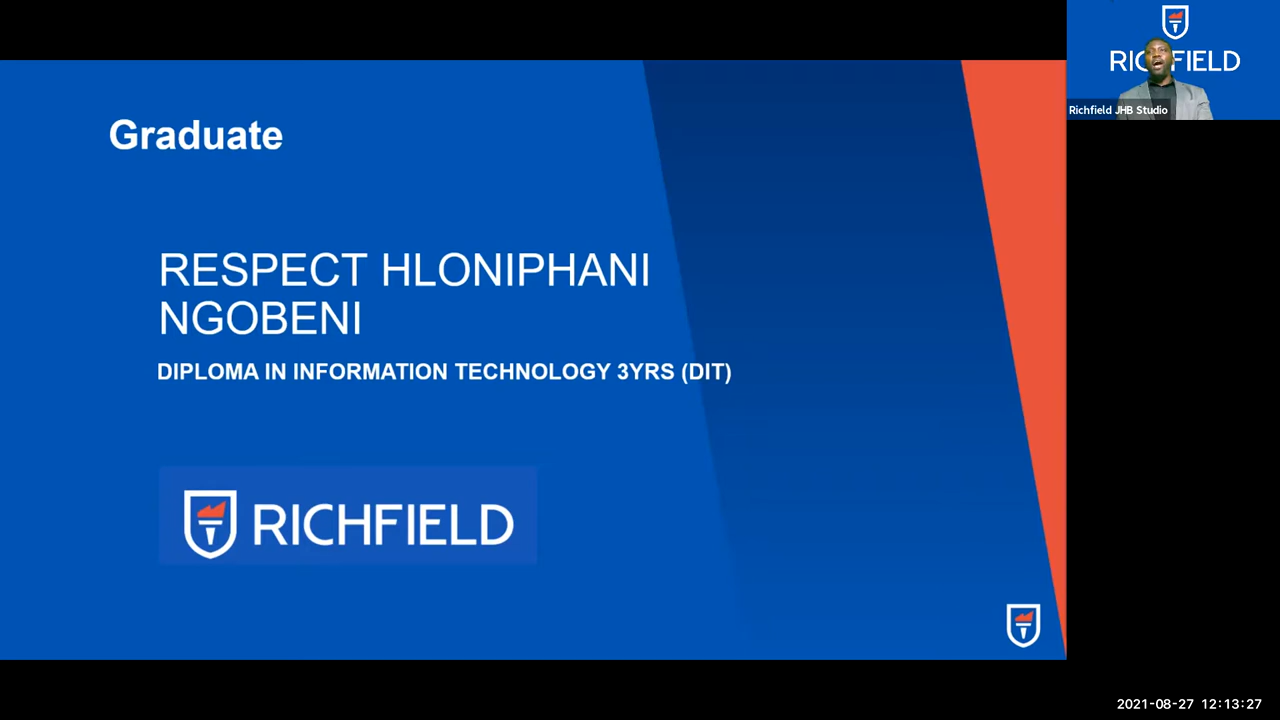 Graduate
RESPECT HLONIPHANI
NGOBENI
DIPLOMA IN INFORMATION TECHNOLOGY 3YRS (DIT)
RICHFIELD
RICHFIELD
Richfield JHB Studio
2021-08-27 12:13:27